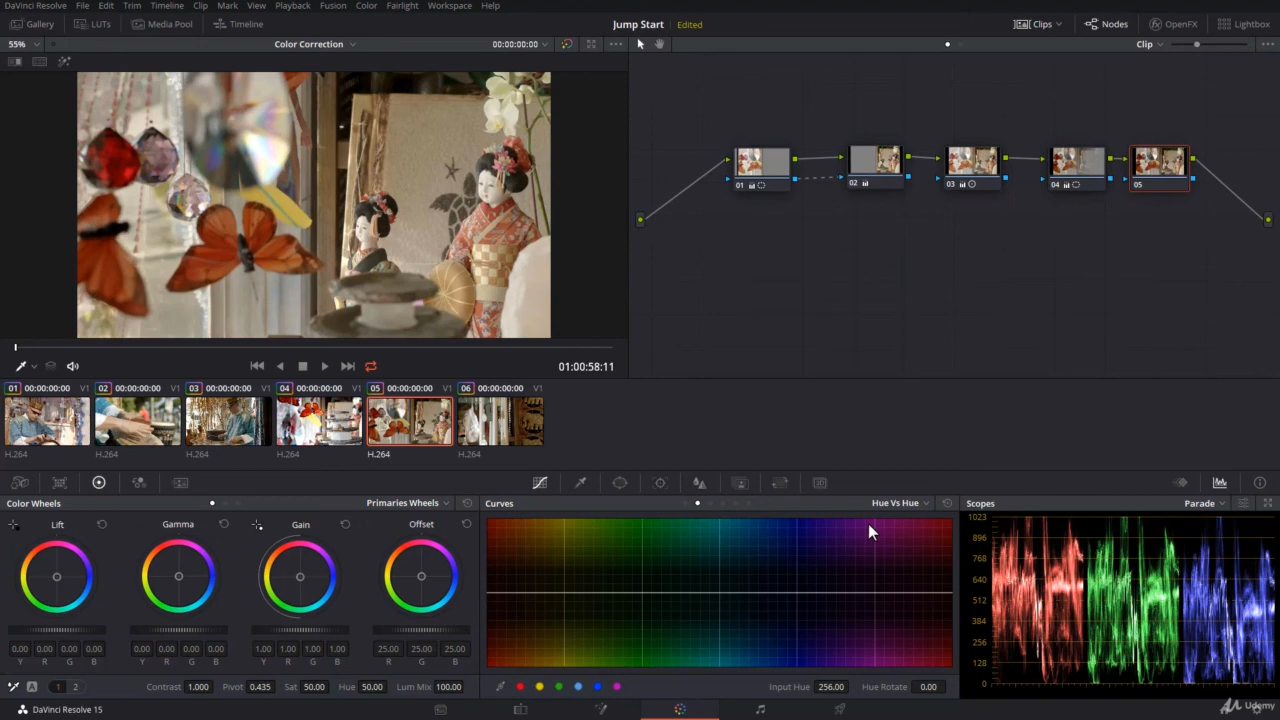 DaVinci Resolve File Edit Trim Timeline Clip Mark View Playback Fusion Color Fairlight Workspace Help
Gallery LUTs Media Pool Timeline Jump Start Edited Clips Nodes OpenFX Lightbox
55% Color Correction 00:00:00:00 Clip
01 02 03 04 05
01:00:58:11
01 00:00:00:00 V1 02 00:00:00:00 V1 03 00:00:00:00 V1 04 00:00:00:00 V1 05 00:00:00:00 V1 06 00:00:00:00 V1
H.264 H.264 H.264 H.264 H.264 H.264
Color Wheels Primaries Wheels Curves Hue Vs Hue Scopes Parade
Lift Gamma Gain Offset
1023
896
768
640
512
384
256
128
0
0.00 0.00 0.00 0.00 0.00 0.00 0.00 0.00 1.00 1.00 1.00 1.00 25.00 25.00 25.00
Y R G B Y R G B Y R G B R G B
A 1 2 Contrast 1.000 Pivot 0.435 Sat 50.00 Hue 50.00 Lum Mix 100.00 Input Hue 256.00 Hue Rotate 0.00
DaVinci Resolve 15
Udemy